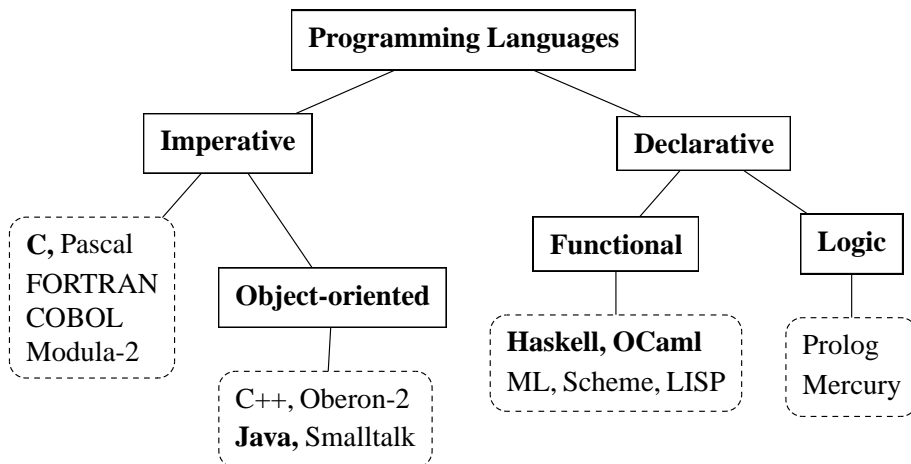 Programming Languages
Imperative
Declarative
C, Pascal
FORTRAN
COBOL
Modula-2
Object-oriented
C++, Oberon-2
Java, Smalltalk
Functional
Haskell, OCaml
ML, Scheme, LISP
Logic
Prolog
Mercury